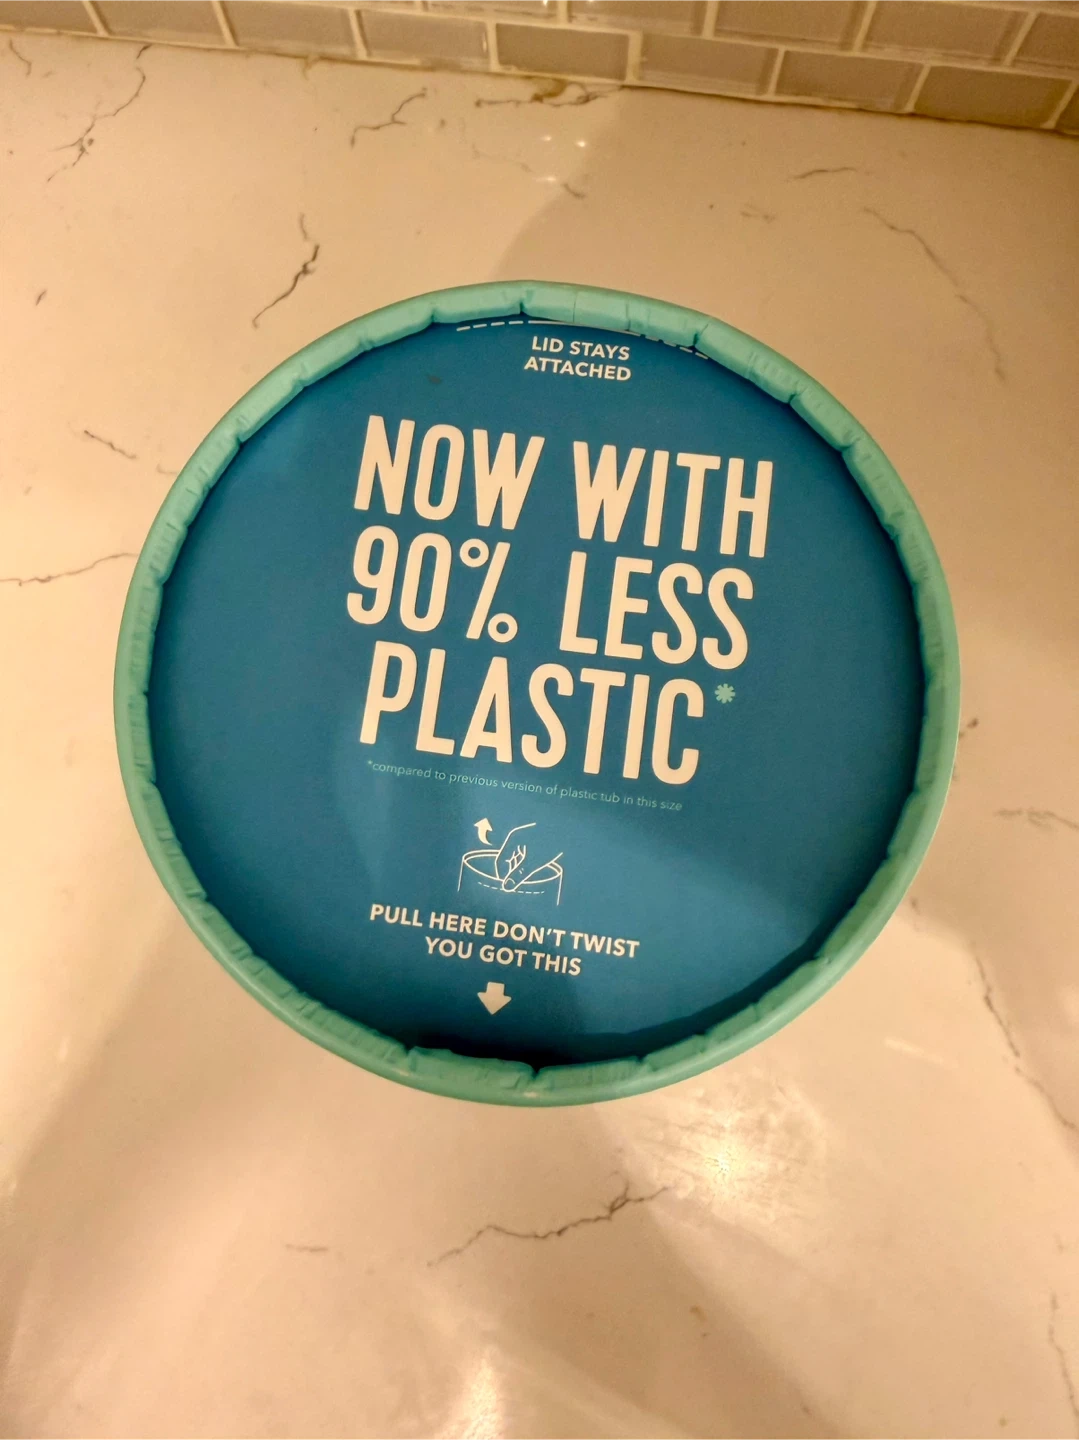 LID STAYS
ATTACHED
NOW WITH
90% LESS
PLASTIC*
*compared to previous version of plastic tub in this size
PULL HERE DON'T TWIST
YOU GOT THIS